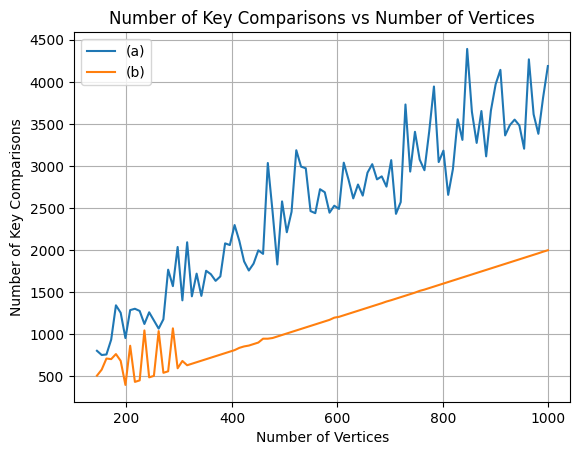 Number of Key Comparisons vs Number of Vertices
(a)
(b)
Number of Key Comparisons
4500
4000
3500
3000
2500
2000
1500
1000
500
200
400
600
800
1000
Number of Vertices